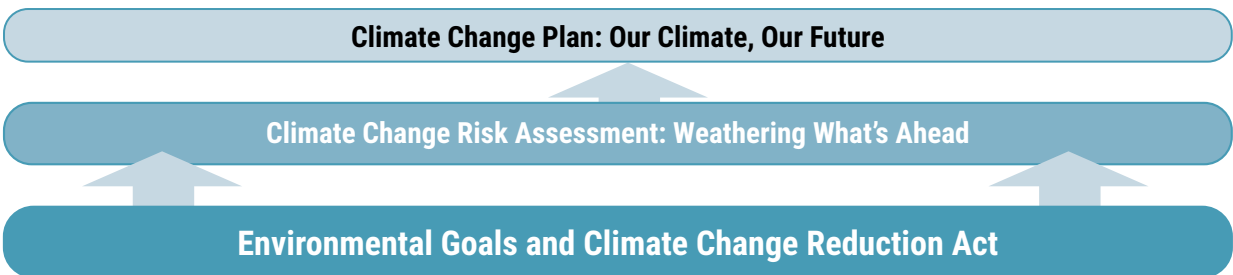 Climate Change Plan: Our Climate, Our Future
Climate Change Risk Assessment: Weathering What’s Ahead
Environmental Goals and Climate Change Reduction Act